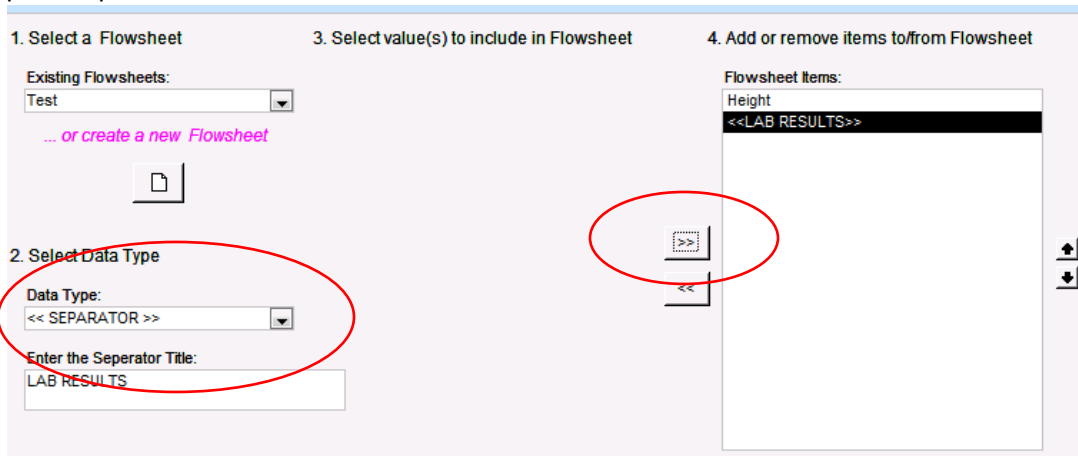 1. Select a Flowsheet
Existing Flowsheets:
Test
... or create a new Flowsheet
2. Select Data Type
Data Type:
<< SEPARATOR >>
Enter the Seperator Title:
LAB RESULTS
3. Select value(s) to include in Flowsheet
>>
<<
4. Add or remove items to/from Flowsheet
Flowsheet Items:
Height
<<LAB RESULTS>>